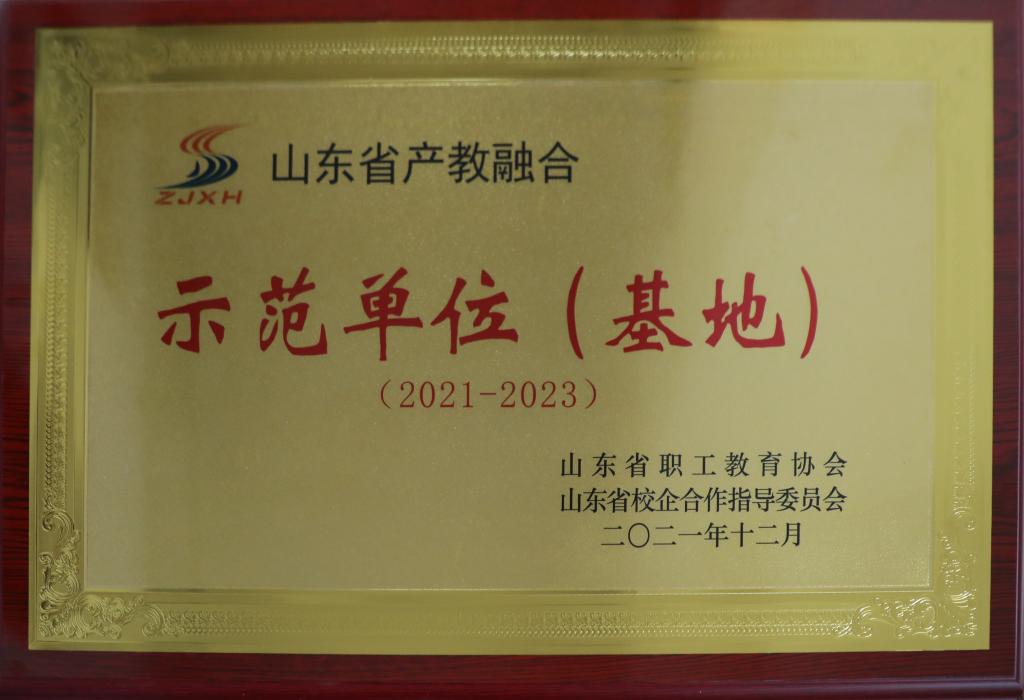 ZJXH
山东省产教融合
示范单位（基地）
（2021-2023）
山东省职工教育协会
山东省校企合作指导委员会
二〇二一年十二月